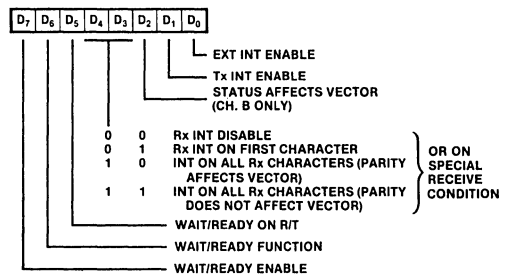 D7 D6 D5 D4 D3 D2 D1 D0
EXT INT ENABLE
Tx INT ENABLE
STATUS AFFECTS VECTOR
(CH. B ONLY)
0 0 Rx INT DISABLE
0 1 Rx INT ON FIRST CHARACTER
1 0 INT ON ALL Rx CHARACTERS (PARITY
AFFECTS VECTOR)
1 1 INT ON ALL Rx CHARACTERS (PARITY
DOES NOT AFFECT VECTOR)
OR ON
SPECIAL
RECEIVE
CONDITION
WAIT/READY ON R/T
WAIT/READY FUNCTION
WAIT/READY ENABLE